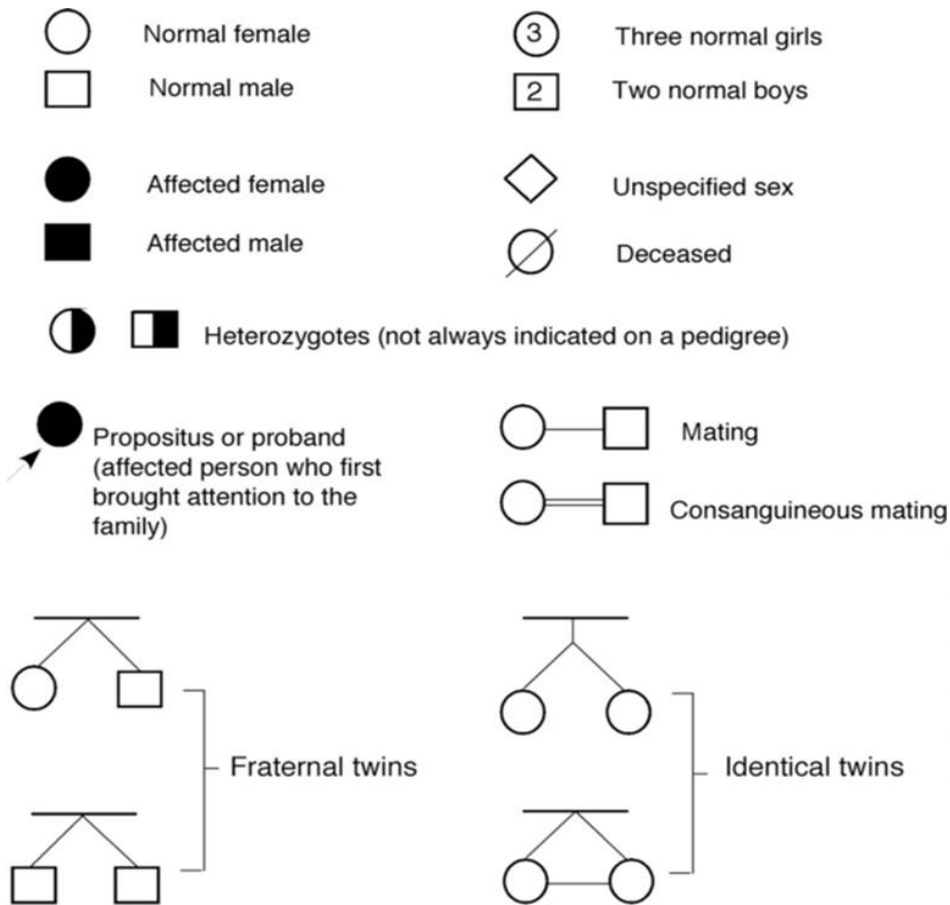 Normal female
3
Three normal girls
Normal male
2
Two normal boys
Affected female
Unspecified sex
Affected male
Deceased
Heterozygotes (not always indicated on a pedigree)
Propositus or proband
(affected person who first
brought attention to the
family)
Mating
Consanguineous mating
Fraternal twins
Identical twins